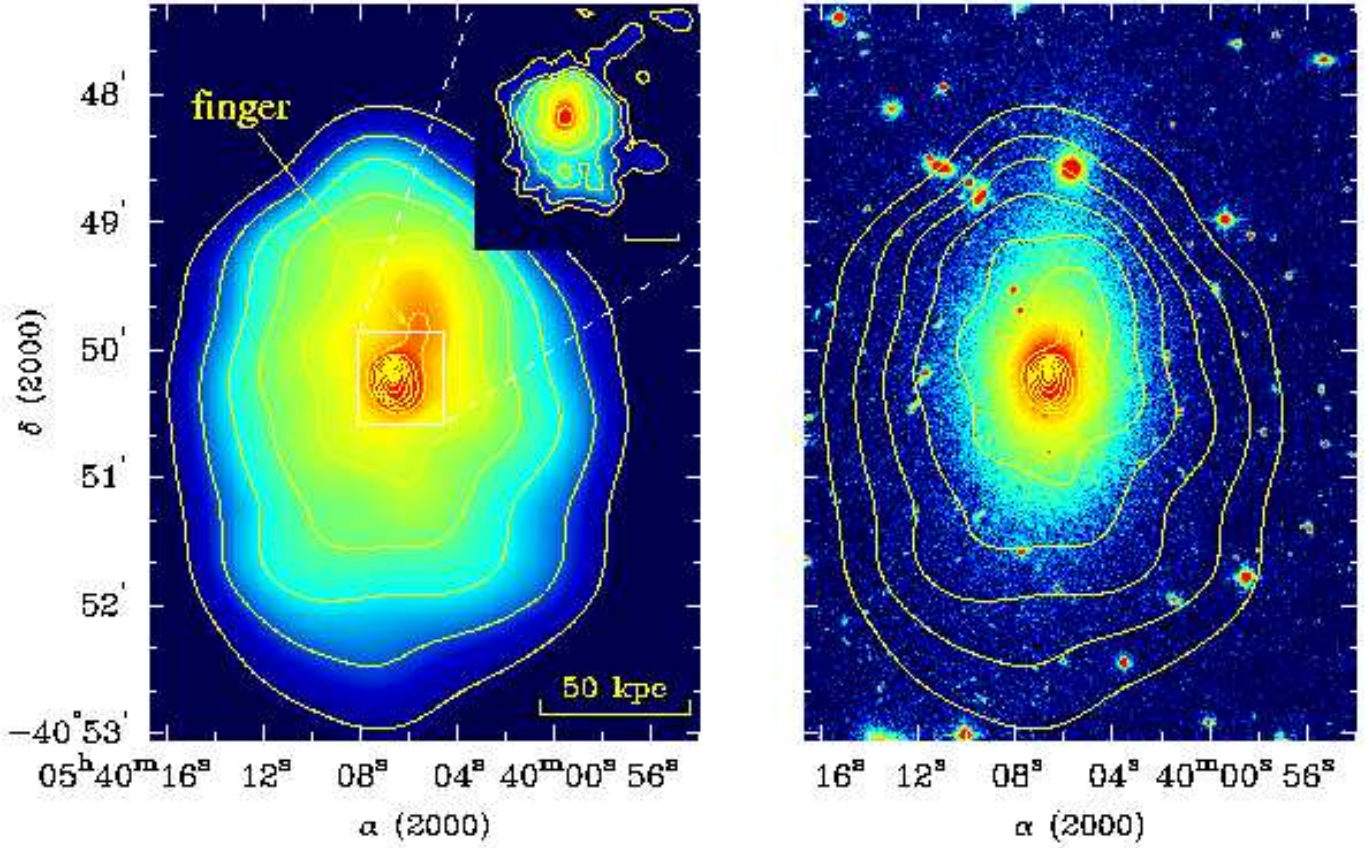 finger
48'
49'
50'
51'
52'
−40°53'
δ (2000)
50 kpc
05ʰ40ᵐ16ˢ 12ˢ 08ˢ 04ˢ 40ᵐ00ˢ 56ˢ
α (2000)
16ˢ 12ˢ 08ˢ 04ˢ 40ᵐ00ˢ 56ˢ
α (2000)